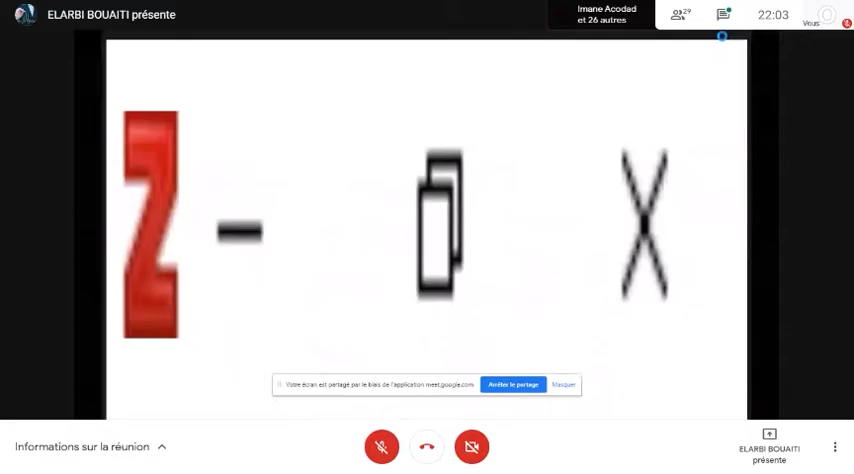 ELARBI BOUAITI présente
Imane Acodad
et 26 autres
29
22:03
Vous
Z
Votre écran est partagé par le biais de l'application meet.google.com.
Arrêter le partage
Masquer
Informations sur la réunion
ELARBI BOUAITI
présente